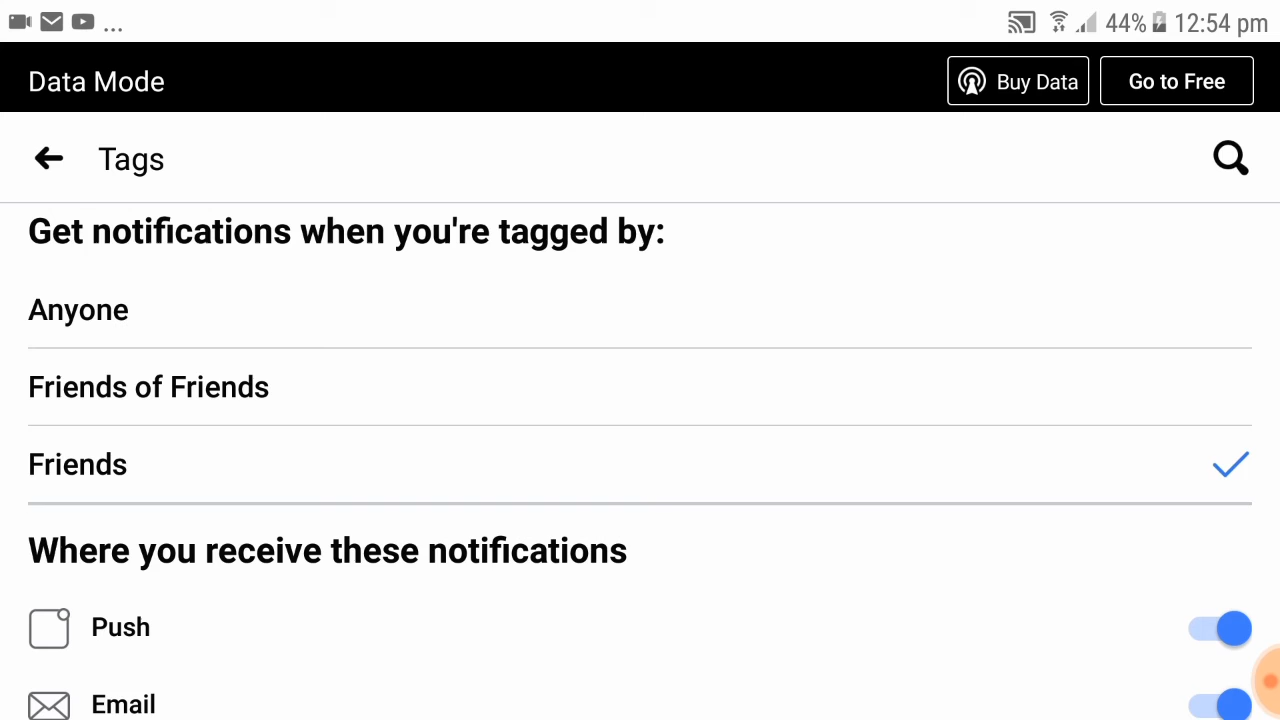 ... 44% 12:54 pm
Data Mode Buy Data Go to Free
Tags
Get notifications when you're tagged by:
Anyone
Friends of Friends
Friends
Where you receive these notifications
Push
Email